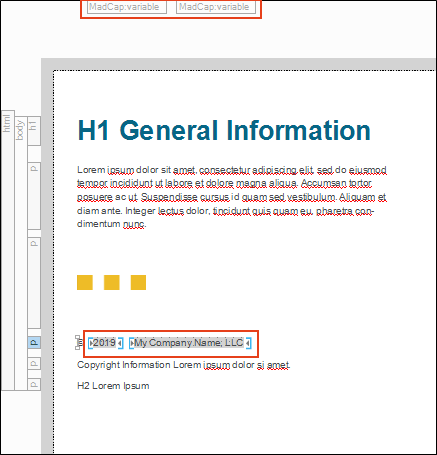 MadCap:variable MadCap:variable
html
body
h1
p
p
p
p
p
H1 General Information
Lorem ipsum dolor sit amet, consectetur adipiscing elit, sed do eiusmod
tempor incididunt ut labore et dolore magna aliqua. Accumsan tortor
posuere ac ut. Suspendisse cursus id quam sed vestibulum. Aliquam et
diam ante. Integer lectus dolor, tincidunt quis quam eu, pharetra con-
dimentum nunc.
2019 My Company Name, LLC
Copyright Information Lorem ipsum dolor si amet.
H2 Lorem Ipsum